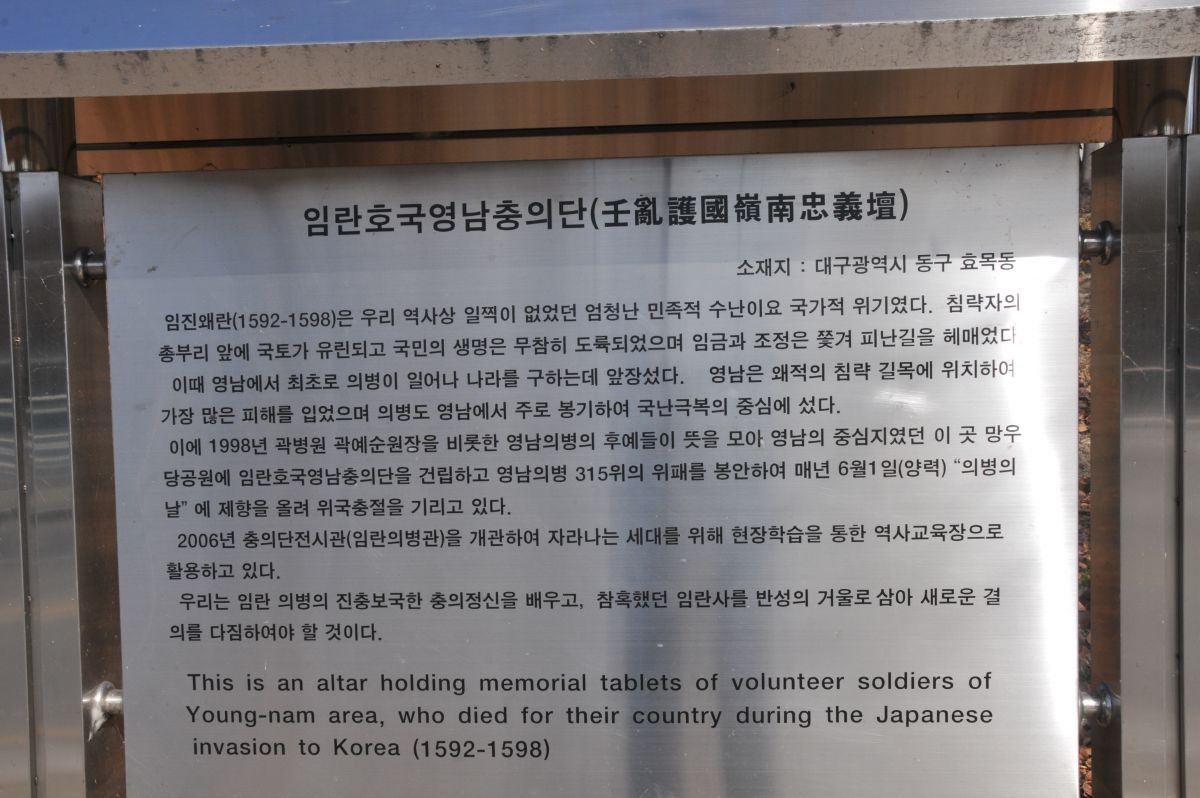 임란호국영남충의단(壬亂護國嶺南忠義壇)
소재지 : 대구광역시 동구 효목동
임진왜란(1592-1598)은 우리 역사상 일찍이 없었던 엄청난 민족적 수난이요 국가적 위기였다. 침략자의
총부리 앞에 국토가 유린되고 국민의 생명은 무참히 도륙되었으며 임금과 조정은 쫓겨 피난길을 헤매었다.
이때 영남에서 최초로 의병이 일어나 나라를 구하는데 앞장섰다. 영남은 왜적의 침략 길목에 위치하여
가장 많은 피해를 입었으며 의병도 영남에서 주로 봉기하여 국난극복의 중심에 섰다.
이에 1998년 곽병원 곽예순원장을 비롯한 영남의병의 후예들이 뜻을 모아 영남의 중심지였던 이 곳 망우
당공원에 임란호국영남충의단을 건립하고 영남의병 315위의 위패를 봉안하여 매년 6월1일(양력) “의병의
날” 에 제향을 올려 위국충절을 기리고 있다.
2006년 충의단전시관(임란의병관)을 개관하여 자라나는 세대를 위해 현장학습을 통한 역사교육장으로
활용하고 있다.
우리는 임란 의병의 진충보국한 충의정신을 배우고, 참혹했던 임란사를 반성의 거울로 삼아 새로운 결
의를 다짐하여야 할 것이다.
This is an altar holding memorial tablets of volunteer soldiers of
Young-nam area, who died for their country during the Japanese
invasion to Korea (1592-1598)